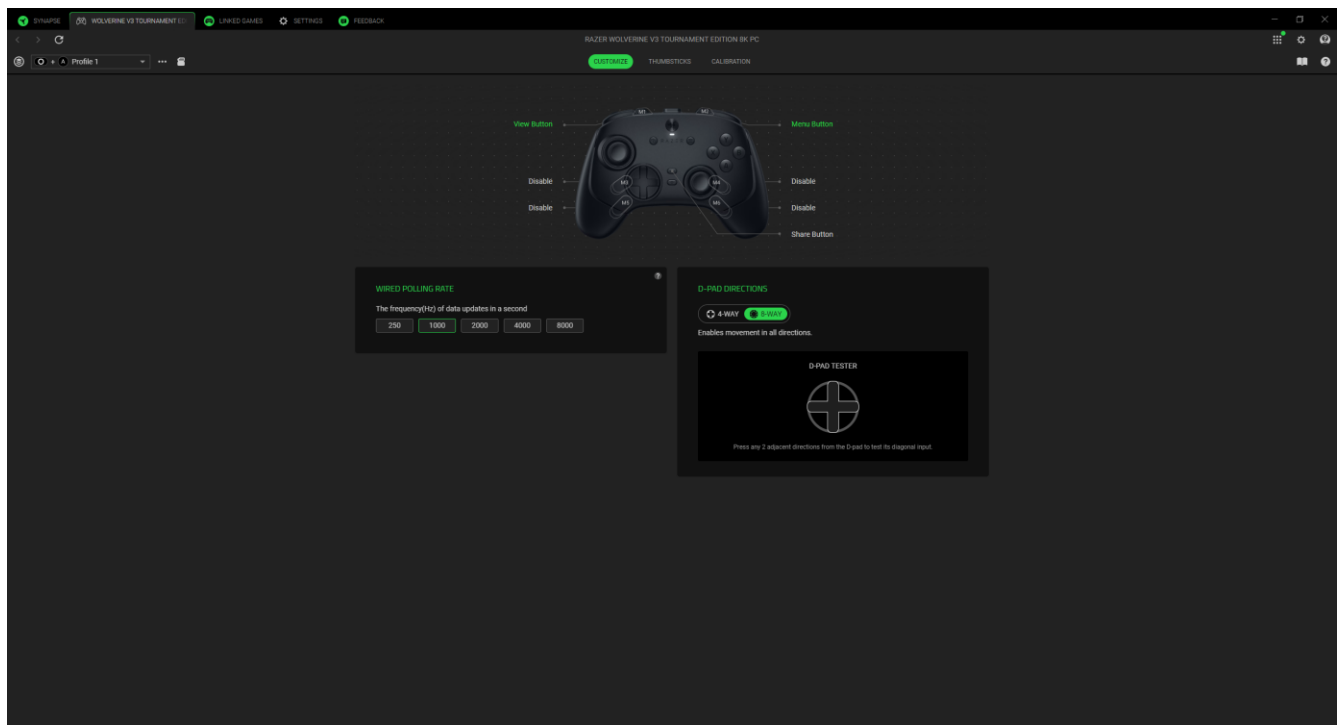 SYNAPSE
WOLVERINE V3 TOURNAMENT
LINKED GAMES
SETTINGS
FEEDBACK
RAZER WOLVERINE V3 TOURNAMENT EDITION 8K PC
+ A Profile 1
CUSTOMIZE
THUMBSTICKS
CALIBRATION
M1
M2
View Button
Menu Button
Disable
M3
M4
Disable
Disable
M5
M6
Disable
Share Button
WIRED POLLING RATE
The frequency(Hz) of data updates in a second
250
1000
2000
4000
8000
D-PAD DIRECTIONS
4-WAY
8-WAY
Enables movement in all directions.
D-PAD TESTER
Press any 2 adjacent directions from the D-pad to test its diagonal input.